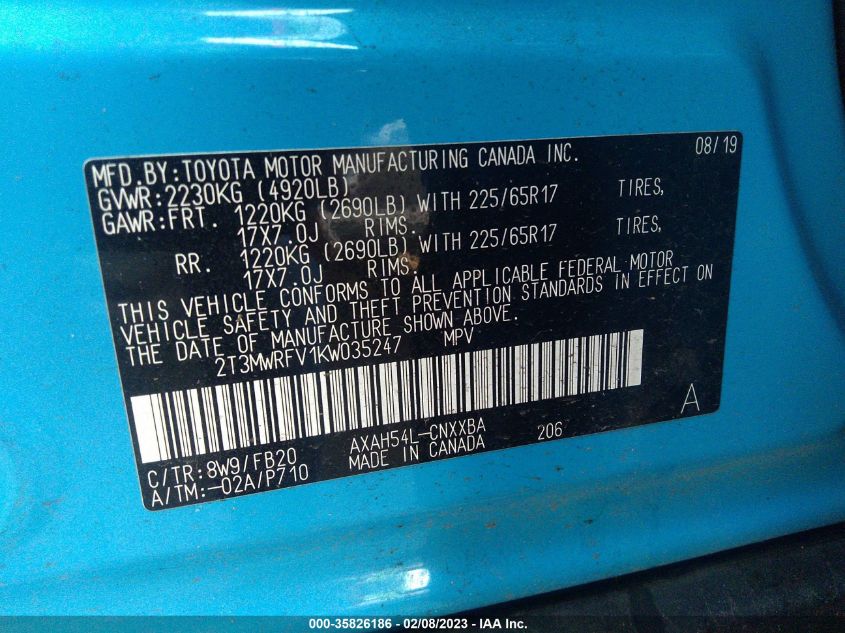 MFD.BY:TOYOTA MOTOR MANUFACTURING CANADA INC. 08/19
GVWR:2230KG (4920LB)
GAWR:FRT. 1220KG (2690LB) WITH 225/65R17 TIRES,
17X7.0J RIMS.
RR. 1220KG (2690LB) WITH 225/65R17 TIRES,
17X7.0J RIMS.
THIS VEHICLE CONFORMS TO ALL APPLICABLE FEDERAL MOTOR
VEHICLE SAFETY AND THEFT PREVENTION STANDARDS IN EFFECT ON
THE DATE OF MANUFACTURE SHOWN ABOVE.
2T3MWRFV1KW035247 MPV
A
C/TR:8W9/FB20 AXAH54L-CNXXBA 206
A/TM:-02A/P710 MADE IN CANADA
000-35826186 - 02/08/2023 - IAA Inc.